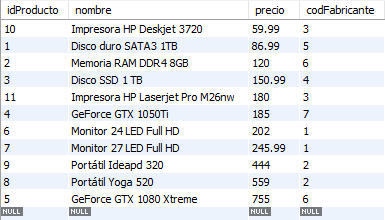 idProducto nombre precio codFabricante
10 Impresora HP Deskjet 3720 59.99 3
1 Disco duro SATA3 1TB 86.99 5
2 Memoria RAM DDR4 8GB 120 6
3 Disco SSD 1 TB 150.99 4
11 Impresora HP Laserjet Pro M26nw 180 3
4 GeForce GTX 1050Ti 185 7
6 Monitor 24 LED Full HD 202 1
7 Monitor 27 LED Full HD 245.99 1
9 Portátil Ideapd 320 444 2
8 Portátil Yoga 520 559 2
5 GeForce GTX 1080 Xtreme 755 6
NULL NULL NULL NULL